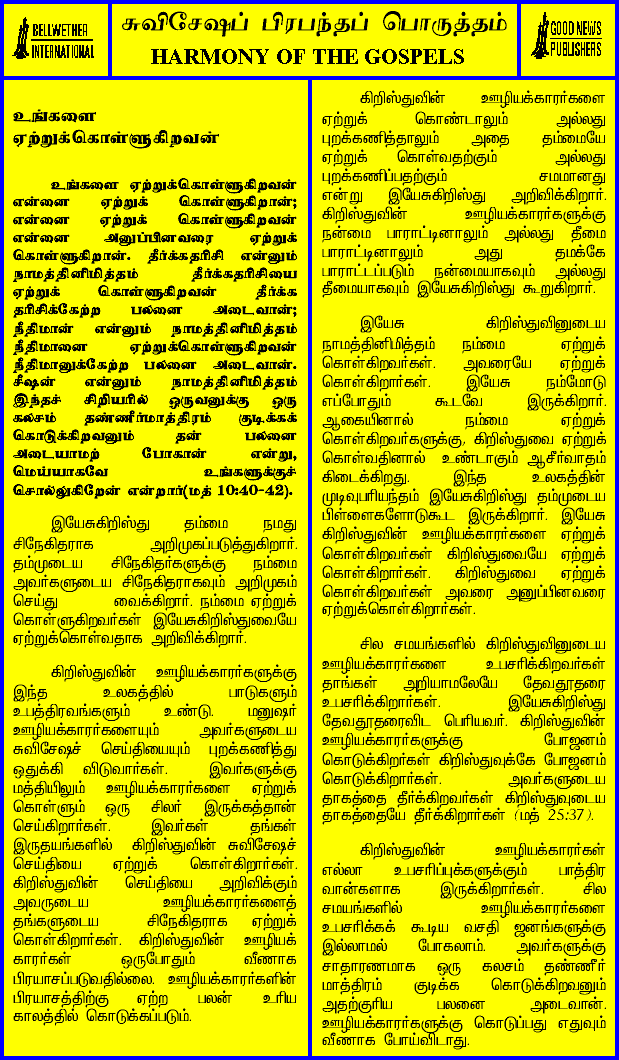 BELLWETHER
INTERNATIONAL
சுவிசேஷப் பிரபந்தப் பொருத்தம்
HARMONY OF THE GOSPELS
GOOD NEWS
PUBLISHERS
உங்களை
ஏற்றுக்கொள்ளுகிறவன்
உங்களை ஏற்றுக்கொள்ளுகிறவன்
என்னை ஏற்றுக் கொள்ளுகிறான்;
என்னை ஏற்றுக் கொள்ளுகிறவன்
என்னை அனுப்பினவரை ஏற்றுக்
கொள்ளுகிறான். தீர்க்கதரிசி என்னும்
நாமத்தினிமித்தம் தீர்க்கதரிசியை
ஏற்றுக் கொள்ளுகிறவன் தீர்க்க
தரிசிக்கேற்ற பலனை அடைவான்;
நீதிமான் என்னும் நாமத்தினிமித்தம்
நீதிமானை ஏற்றுக்கொள்ளுகிறவன்
நீதிமானுக்கேற்ற பலனை அடைவான்.
சீஷன் என்னும் நாமத்தினிமித்தம்
இந்தச் சிறியரில் ஒருவனுக்கு ஒரு
கலசம் தண்ணீர்மாத்திரம் குடிக்கக்
கொடுக்கிறவனும் தன் பலனை
அடையாமற் போகான் என்று,
மெய்யாகவே உங்களுக்குச்
சொல்லுகிறேன் என்றார்(மத் 10:40-42).
இயேசுகிறிஸ்து தம்மை நமது
சிநேகிதராக அறிமுகப்படுத்துகிறார்.
தம்முடைய சிநேகிதர்களுக்கு நம்மை
அவர்களுடைய சிநேகிதராகவும் அறிமுகம்
செய்து வைக்கிறார். நம்மை ஏற்றுக்
கொள்ளுகிறவர்கள் இயேசுகிறிஸ்துவையே
ஏற்றுக்கொள்வதாக அறிவிக்கிறார்.
கிறிஸ்துவின் ஊழியக்காரர்களுக்கு
இந்த உலகத்தில் பாடுகளும்
உபத்திரவங்களும் உண்டு. மனுஷர்
ஊழியக்காரர்களையும் அவர்களுடைய
சுவிசேஷச் செய்தியையும் புறக்கணித்து
ஒதுக்கி விடுவார்கள். இவர்களுக்கு
மத்தியிலும் ஊழியக்காரர்களை ஏற்றுக்
கொள்ளும் ஒரு சிலர் இருக்கத்தான்
செய்கிறார்கள். இவர்கள் தங்கள்
இருதயங்களில் கிறிஸ்துவின் சுவிசேஷச்
செய்தியை ஏற்றுக் கொள்கிறார்கள்.
கிறிஸ்துவின் செய்தியை அறிவிக்கும்
அவருடைய ஊழியக்காரர்களைத்
தங்களுடைய சிநேகிதராக ஏற்றுக்
கொள்கிறார்கள். கிறிஸ்துவின் ஊழியக்
காரர்கள் ஒருபோதும் வீணாக
பிரயாசப்படுவதில்லை. ஊழியக்காரர்களின்
பிரயாசத்திற்கு ஏற்ற பலன் உரிய
காலத்தில் கொடுக்கப்படும்.
கிறிஸ்துவின் ஊழியக்காரர்களை
ஏற்றுக் கொண்டாலும் அல்லது
புறக்கணித்தாலும் அதை தம்மையே
ஏற்றுக் கொள்வதற்கும் அல்லது
புறக்கணிப்பதற்கும் சமமானது
என்று இயேசுகிறிஸ்து அறிவிக்கிறார்.
கிறிஸ்துவின் ஊழியக்காரர்களுக்கு
நன்மை பாராட்டினாலும் அல்லது தீமை
பாராட்டினாலும் அது தமக்கே
பாராட்டப்படும் நன்மையாகவும் அல்லது
தீமையாகவும் இயேசுகிறிஸ்து கூறுகிறார்.
இயேசு கிறிஸ்துவினுடைய
நாமத்தினிமித்தம் நம்மை ஏற்றுக்
கொள்கிறவர்கள். அவரையே ஏற்றுக்
கொள்கிறார்கள். இயேசு நம்மோடு
எப்போதும் கூடவே இருக்கிறார்.
ஆகையினால் நம்மை ஏற்றுக்
கொள்கிறவர்களுக்கு, கிறிஸ்துவை ஏற்றுக்
கொள்வதினால் உண்டாகும் ஆசீர்வாதம்
கிடைக்கிறது. இந்த உலகத்தின்
முடிவுபரியந்தம் இயேசுகிறிஸ்து தம்முடைய
பிள்ளைகளோடுகூட இருக்கிறார். இயேசு
கிறிஸ்துவின் ஊழியக்காரர்களை ஏற்றுக்
கொள்கிறவர்கள் கிறிஸ்துவையே ஏற்றுக்
கொள்கிறார்கள். கிறிஸ்துவை ஏற்றுக்
கொள்கிறவர்கள் அவரை அனுப்பினவரை
ஏற்றுக்கொள்கிறார்கள்.
சில சமயங்களில் கிறிஸ்துவினுடைய
ஊழியக்காரர்களை உபசரிக்கிறவர்கள்
தாங்கள் அறியாமலேயே தேவதூதரை
உபசரிக்கிறார்கள். இயேசுகிறிஸ்து
தேவதூதரைவிட பெரியவர். கிறிஸ்துவின்
ஊழியக்காரர்களுக்கு போஜனம்
கொடுக்கிறர்கள் கிறிஸ்துவுக்கே போஜனம்
கொடுக்கிறார்கள். அவர்களுடைய
தாகத்தை தீர்க்கிறவர்கள் கிறிஸ்துவுடைய
தாகத்தையே தீர்க்கிறார்கள் (மத் 25:37).
கிறிஸ்துவின் ஊழியக்காரர்கள்
எல்லா உபசரிப்புக்களுக்கும் பாத்திர
வான்களாக இருக்கிறார்கள். சில
சமயங்களில் ஊழியக்காரர்களை
உபசரிக்கக் கூடிய வசதி ஜனங்களுக்கு
இல்லாமல் போகலாம். அவர்களுக்கு
சாதாரணமாக ஒரு கலசம் தண்ணீர்
மாத்திரம் குடிக்க கொடுக்கிறவனும்
அதற்குரிய பலனை அடைவான்.
ஊழியக்காரர்களுக்கு கொடுப்பது எதுவும்
வீணாக போய்விடாது.